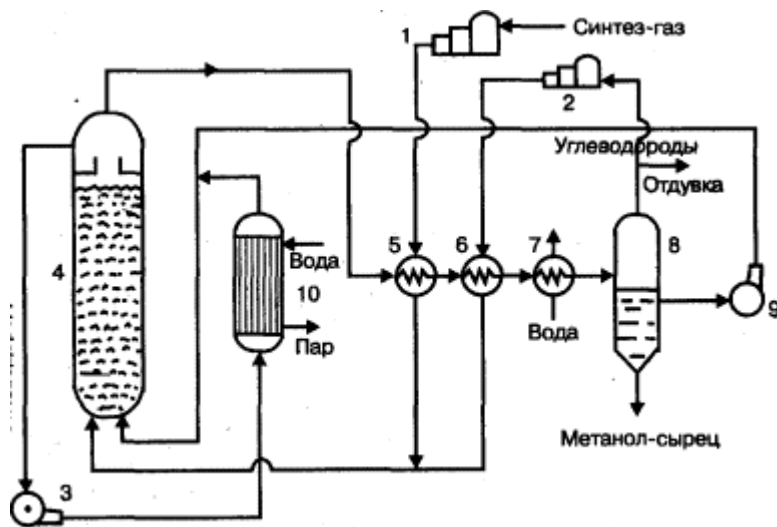 1
Синтез-газ
2
Углеводороды
Отдувка
4
Вода
10
Пар
5
6
7
8
9
Вода
Метанол-сырец
3